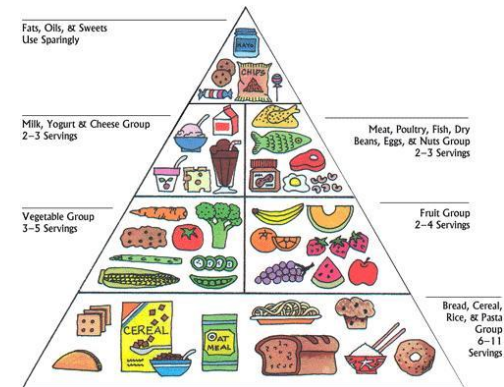 Fats, Oils, & Sweets
Use Sparingly
MAYO
CHIPS
Milk, Yogurt & Cheese Group
2–3 Servings
Meat, Poultry, Fish, Dry
Beans, Eggs, & Nuts Group
2–3 Servings
Vegetable Group
3–5 Servings
Fruit Group
2–4 Servings
Bread, Cereal,
Rice, & Pasta
Group
6–11
Servings
CEREAL
OAT
MEAL